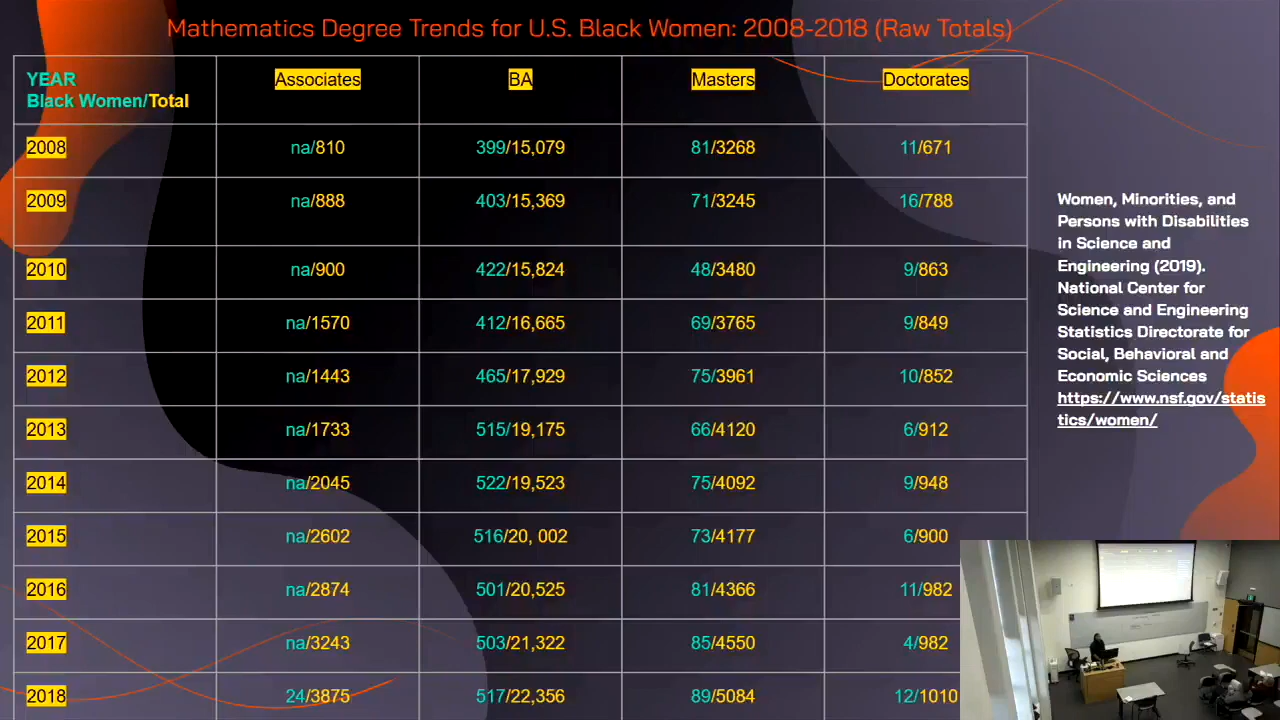 Mathematics Degree Trends for U.S. Black Women: 2008-2018 (Raw Totals)
YEAR
Black Women/Total Associates BA Masters Doctorates
2008 na/810 399/15,079 81/3268 11/671
2009 na/888 403/15,369 71/3245 16/788
2010 na/900 422/15,824 48/3480 9/863
2011 na/1570 412/16,665 69/3765 9/849
2012 na/1443 465/17,929 75/3961 10/852
2013 na/1733 515/19,175 66/4120 6/912
2014 na/2045 522/19,523 75/4092 9/948
2015 na/2602 516/20, 002 73/4177 6/900
2016 na/2874 501/20,525 81/4366 11/982
2017 na/3243 503/21,322 85/4550 4/982
2018 24/3875 517/22,356 89/5084 12/1010
Women, Minorities, and
Persons with Disabilities
in Science and
Engineering (2019).
National Center for
Science and Engineering
Statistics Directorate for
Social, Behavioral and
Economic Sciences
https://www.nsf.gov/statis
tics/women/